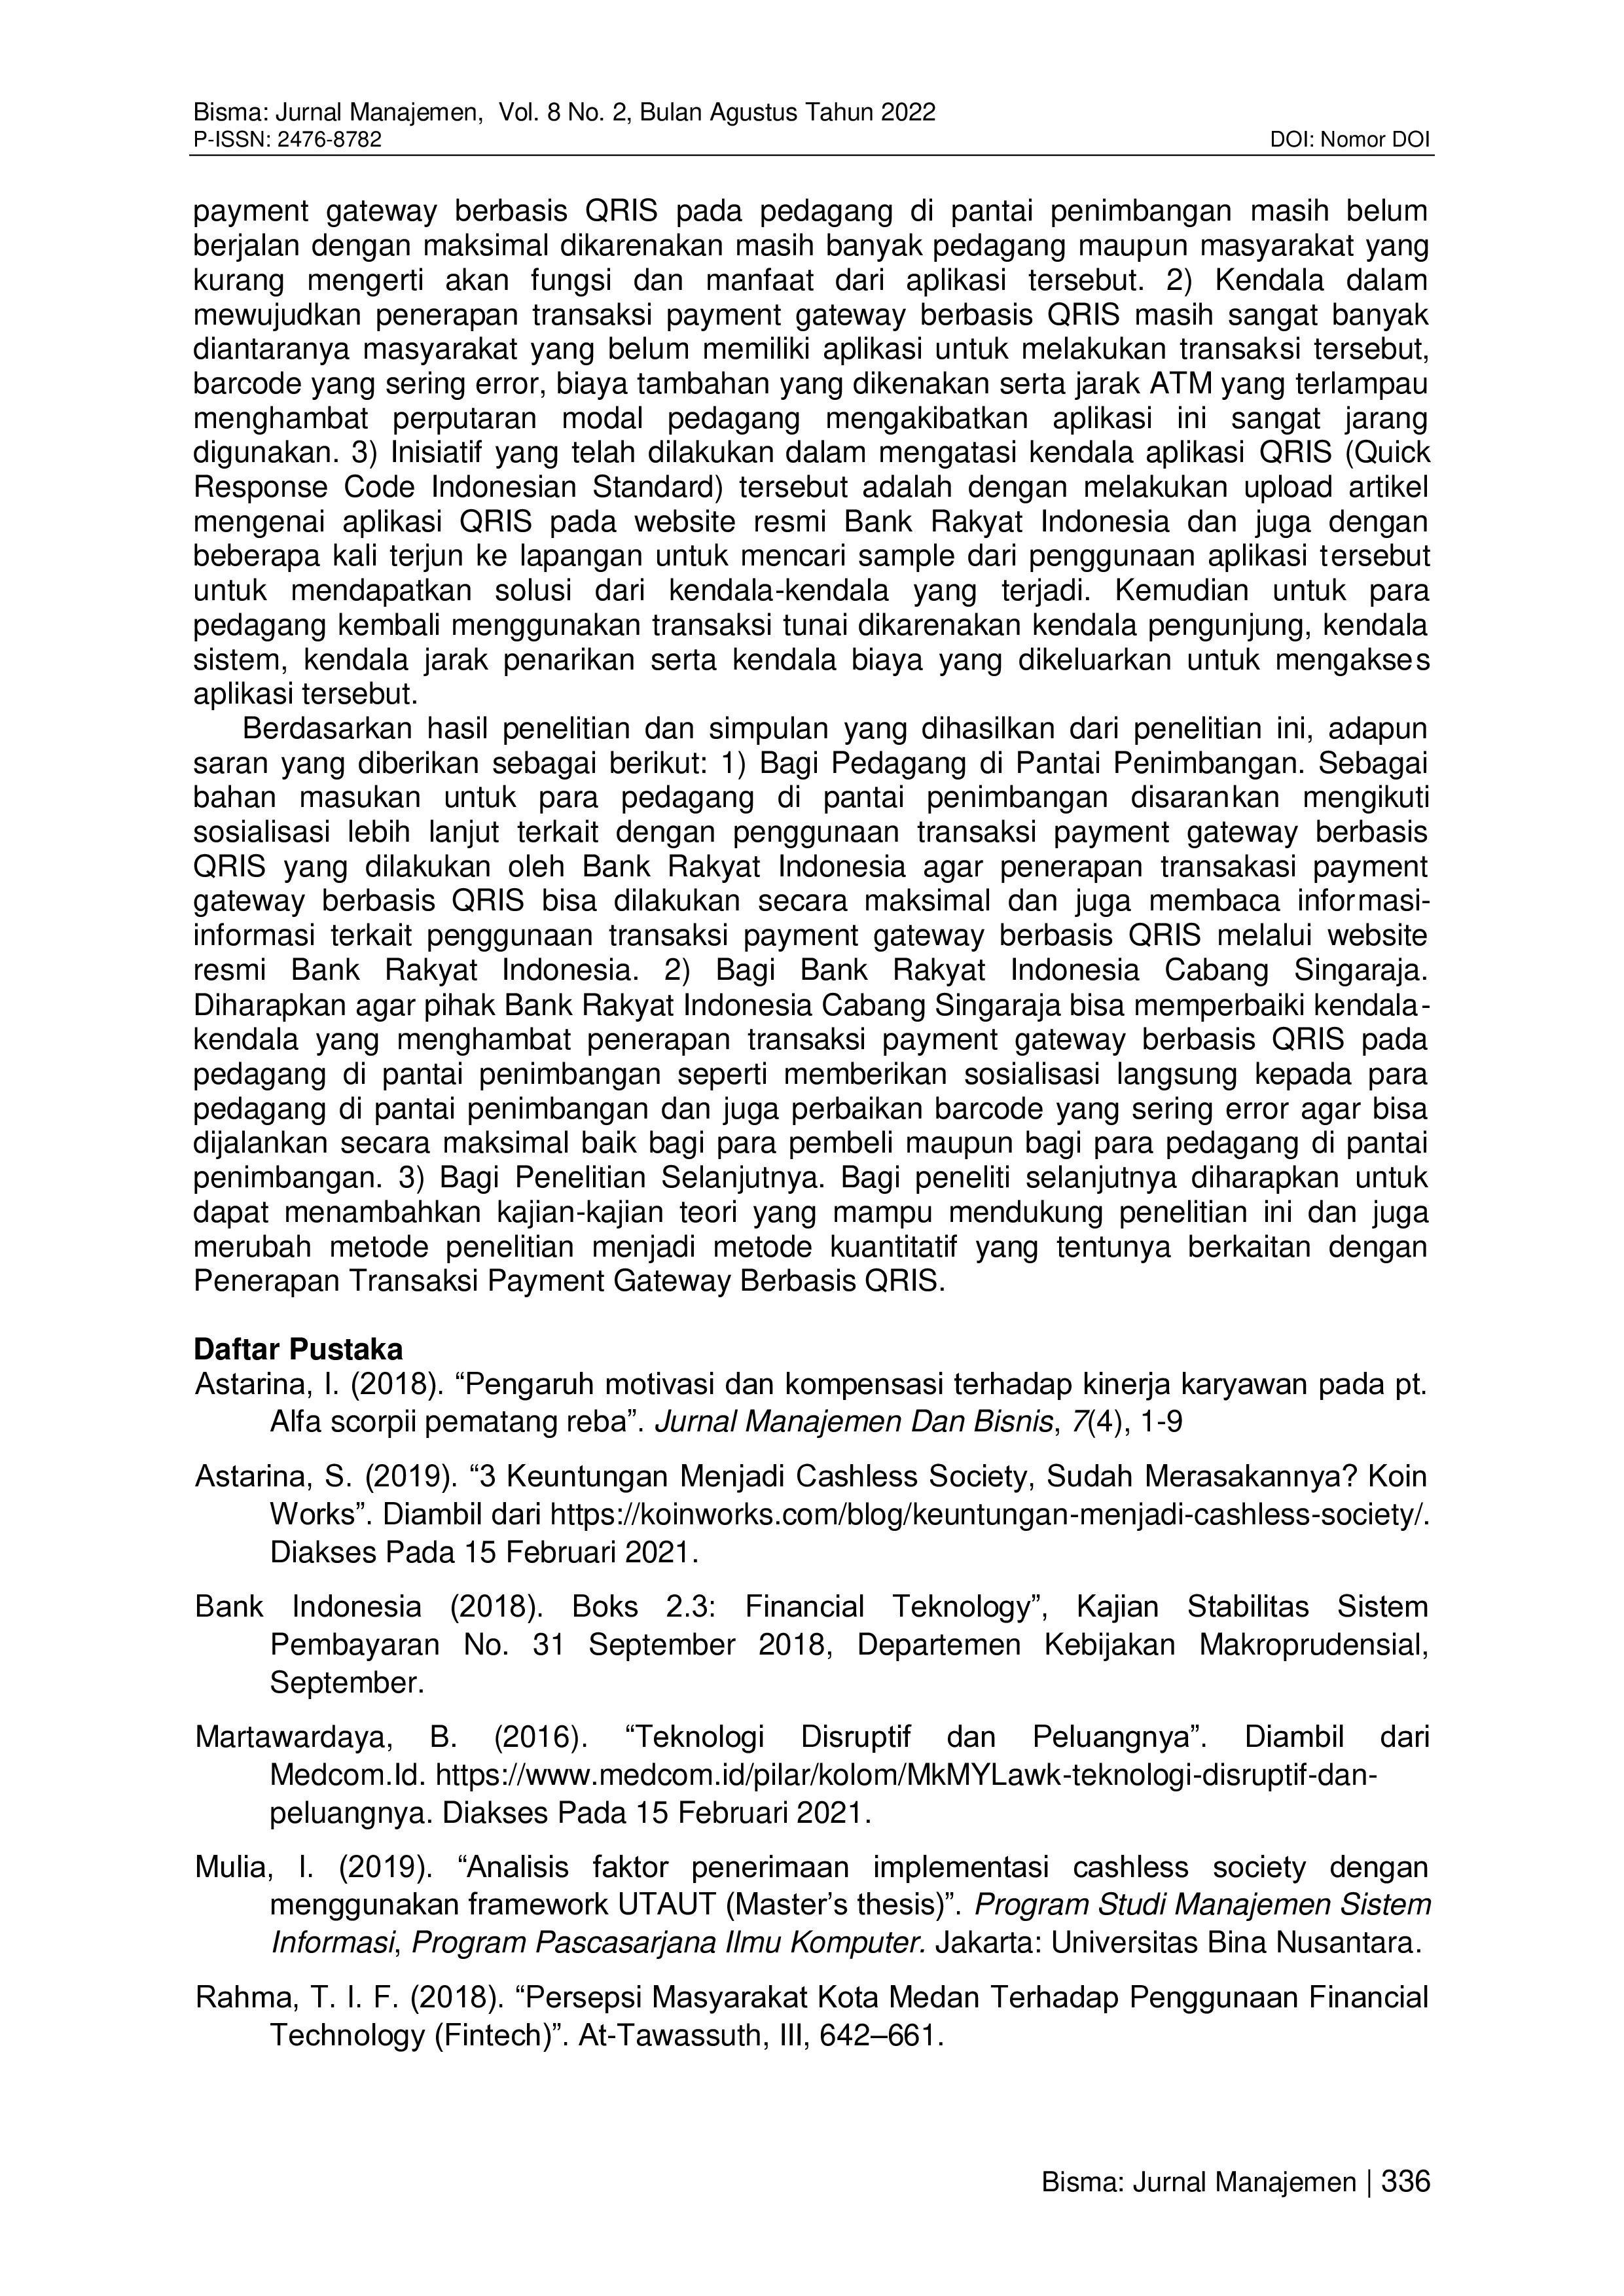 Bisma: Jurnal Manajemen, Vol. 8 No. 2, Bulan Agustus Tahun 2022
P-ISSN: 2476-8782 DOI: Nomor DOI
payment gateway berbasis QRIS pada pedagang di pantai penimbangan masih belum
berjalan dengan maksimal dikarenakan masih banyak pedagang maupun masyarakat yang
kurang mengerti akan fungsi dan manfaat dari aplikasi tersebut. 2) Kendala dalam
mewujudkan penerapan transaksi payment gateway berbasis QRIS masih sangat banyak
diantaranya masyarakat yang belum memiliki aplikasi untuk melakukan transaksi tersebut,
barcode yang sering error, biaya tambahan yang dikenakan serta jarak ATM yang terlampau
menghambat perputaran modal pedagang mengakibatkan aplikasi ini sangat jarang
digunakan. 3) Inisiatif yang telah dilakukan dalam mengatasi kendala aplikasi QRIS (Quick
Response Code Indonesian Standard) tersebut adalah dengan melakukan upload artikel
mengenai aplikasi QRIS pada website resmi Bank Rakyat Indonesia dan juga dengan
beberapa kali terjun ke lapangan untuk mencari sample dari penggunaan aplikasi tersebut
untuk mendapatkan solusi dari kendala-kendala yang terjadi. Kemudian untuk para
pedagang kembali menggunakan transaksi tunai dikarenakan kendala pengunjung, kendala
sistem, kendala jarak penarikan serta kendala biaya yang dikeluarkan untuk mengakses
aplikasi tersebut.
Berdasarkan hasil penelitian dan simpulan yang dihasilkan dari penelitian ini, adapun
saran yang diberikan sebagai berikut: 1) Bagi Pedagang di Pantai Penimbangan. Sebagai
bahan masukan untuk para pedagang di pantai penimbangan disarankan mengikuti
sosialisasi lebih lanjut terkait dengan penggunaan transaksi payment gateway berbasis
QRIS yang dilakukan oleh Bank Rakyat Indonesia agar penerapan transakasi payment
gateway berbasis QRIS bisa dilakukan secara maksimal dan juga membaca informasi-
informasi terkait penggunaan transaksi payment gateway berbasis QRIS melalui website
resmi Bank Rakyat Indonesia. 2) Bagi Bank Rakyat Indonesia Cabang Singaraja.
Diharapkan agar pihak Bank Rakyat Indonesia Cabang Singaraja bisa memperbaiki kendala-
kendala yang menghambat penerapan transaksi payment gateway berbasis QRIS pada
pedagang di pantai penimbangan seperti memberikan sosialisasi langsung kepada para
pedagang di pantai penimbangan dan juga perbaikan barcode yang sering error agar bisa
dijalankan secara maksimal baik bagi para pembeli maupun bagi para pedagang di pantai
penimbangan. 3) Bagi Penelitian Selanjutnya. Bagi peneliti selanjutnya diharapkan untuk
dapat menambahkan kajian-kajian teori yang mampu mendukung penelitian ini dan juga
merubah metode penelitian menjadi metode kuantitatif yang tentunya berkaitan dengan
Penerapan Transaksi Payment Gateway Berbasis QRIS.
Daftar Pustaka
Astarina, I. (2018). “Pengaruh motivasi dan kompensasi terhadap kinerja karyawan pada pt.
Alfa scorpii pematang reba”. Jurnal Manajemen Dan Bisnis, 7(4), 1-9
Astarina, S. (2019). “3 Keuntungan Menjadi Cashless Society, Sudah Merasakannya? Koin
Works”. Diambil dari https://koinworks.com/blog/keuntungan-menjadi-cashless-society/.
Diakses Pada 15 Februari 2021.
Bank Indonesia (2018). Boks 2.3: Financial Teknology”, Kajian Stabilitas Sistem
Pembayaran No. 31 September 2018, Departemen Kebijakan Makroprudensial,
September.
Martawardaya, B. (2016). “Teknologi Disruptif dan Peluangnya”. Diambil dari
Medcom.Id. https://www.medcom.id/pilar/kolom/MkMYLawk-teknologi-disruptif-dan-
peluangnya. Diakses Pada 15 Februari 2021.
Mulia, I. (2019). “Analisis faktor penerimaan implementasi cashless society dengan
menggunakan framework UTAUT (Master’s thesis)”. Program Studi Manajemen Sistem
Informasi, Program Pascasarjana Ilmu Komputer. Jakarta: Universitas Bina Nusantara.
Rahma, T. I. F. (2018). “Persepsi Masyarakat Kota Medan Terhadap Penggunaan Financial
Technology (Fintech)”. At-Tawassuth, III, 642–661.
Bisma: Jurnal Manajemen | 336